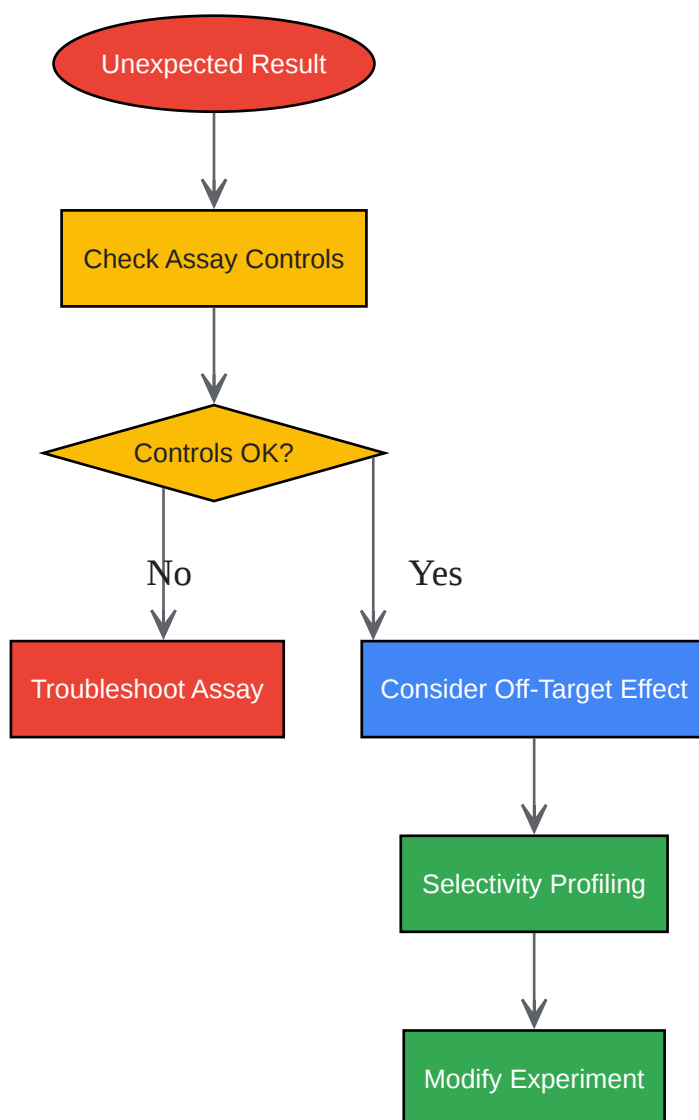 Unexpected Result
Check Assay Controls
Controls OK?
No
Yes
Troubleshoot Assay
Consider Off-Target Effect
Selectivity Profiling
Modify Experiment